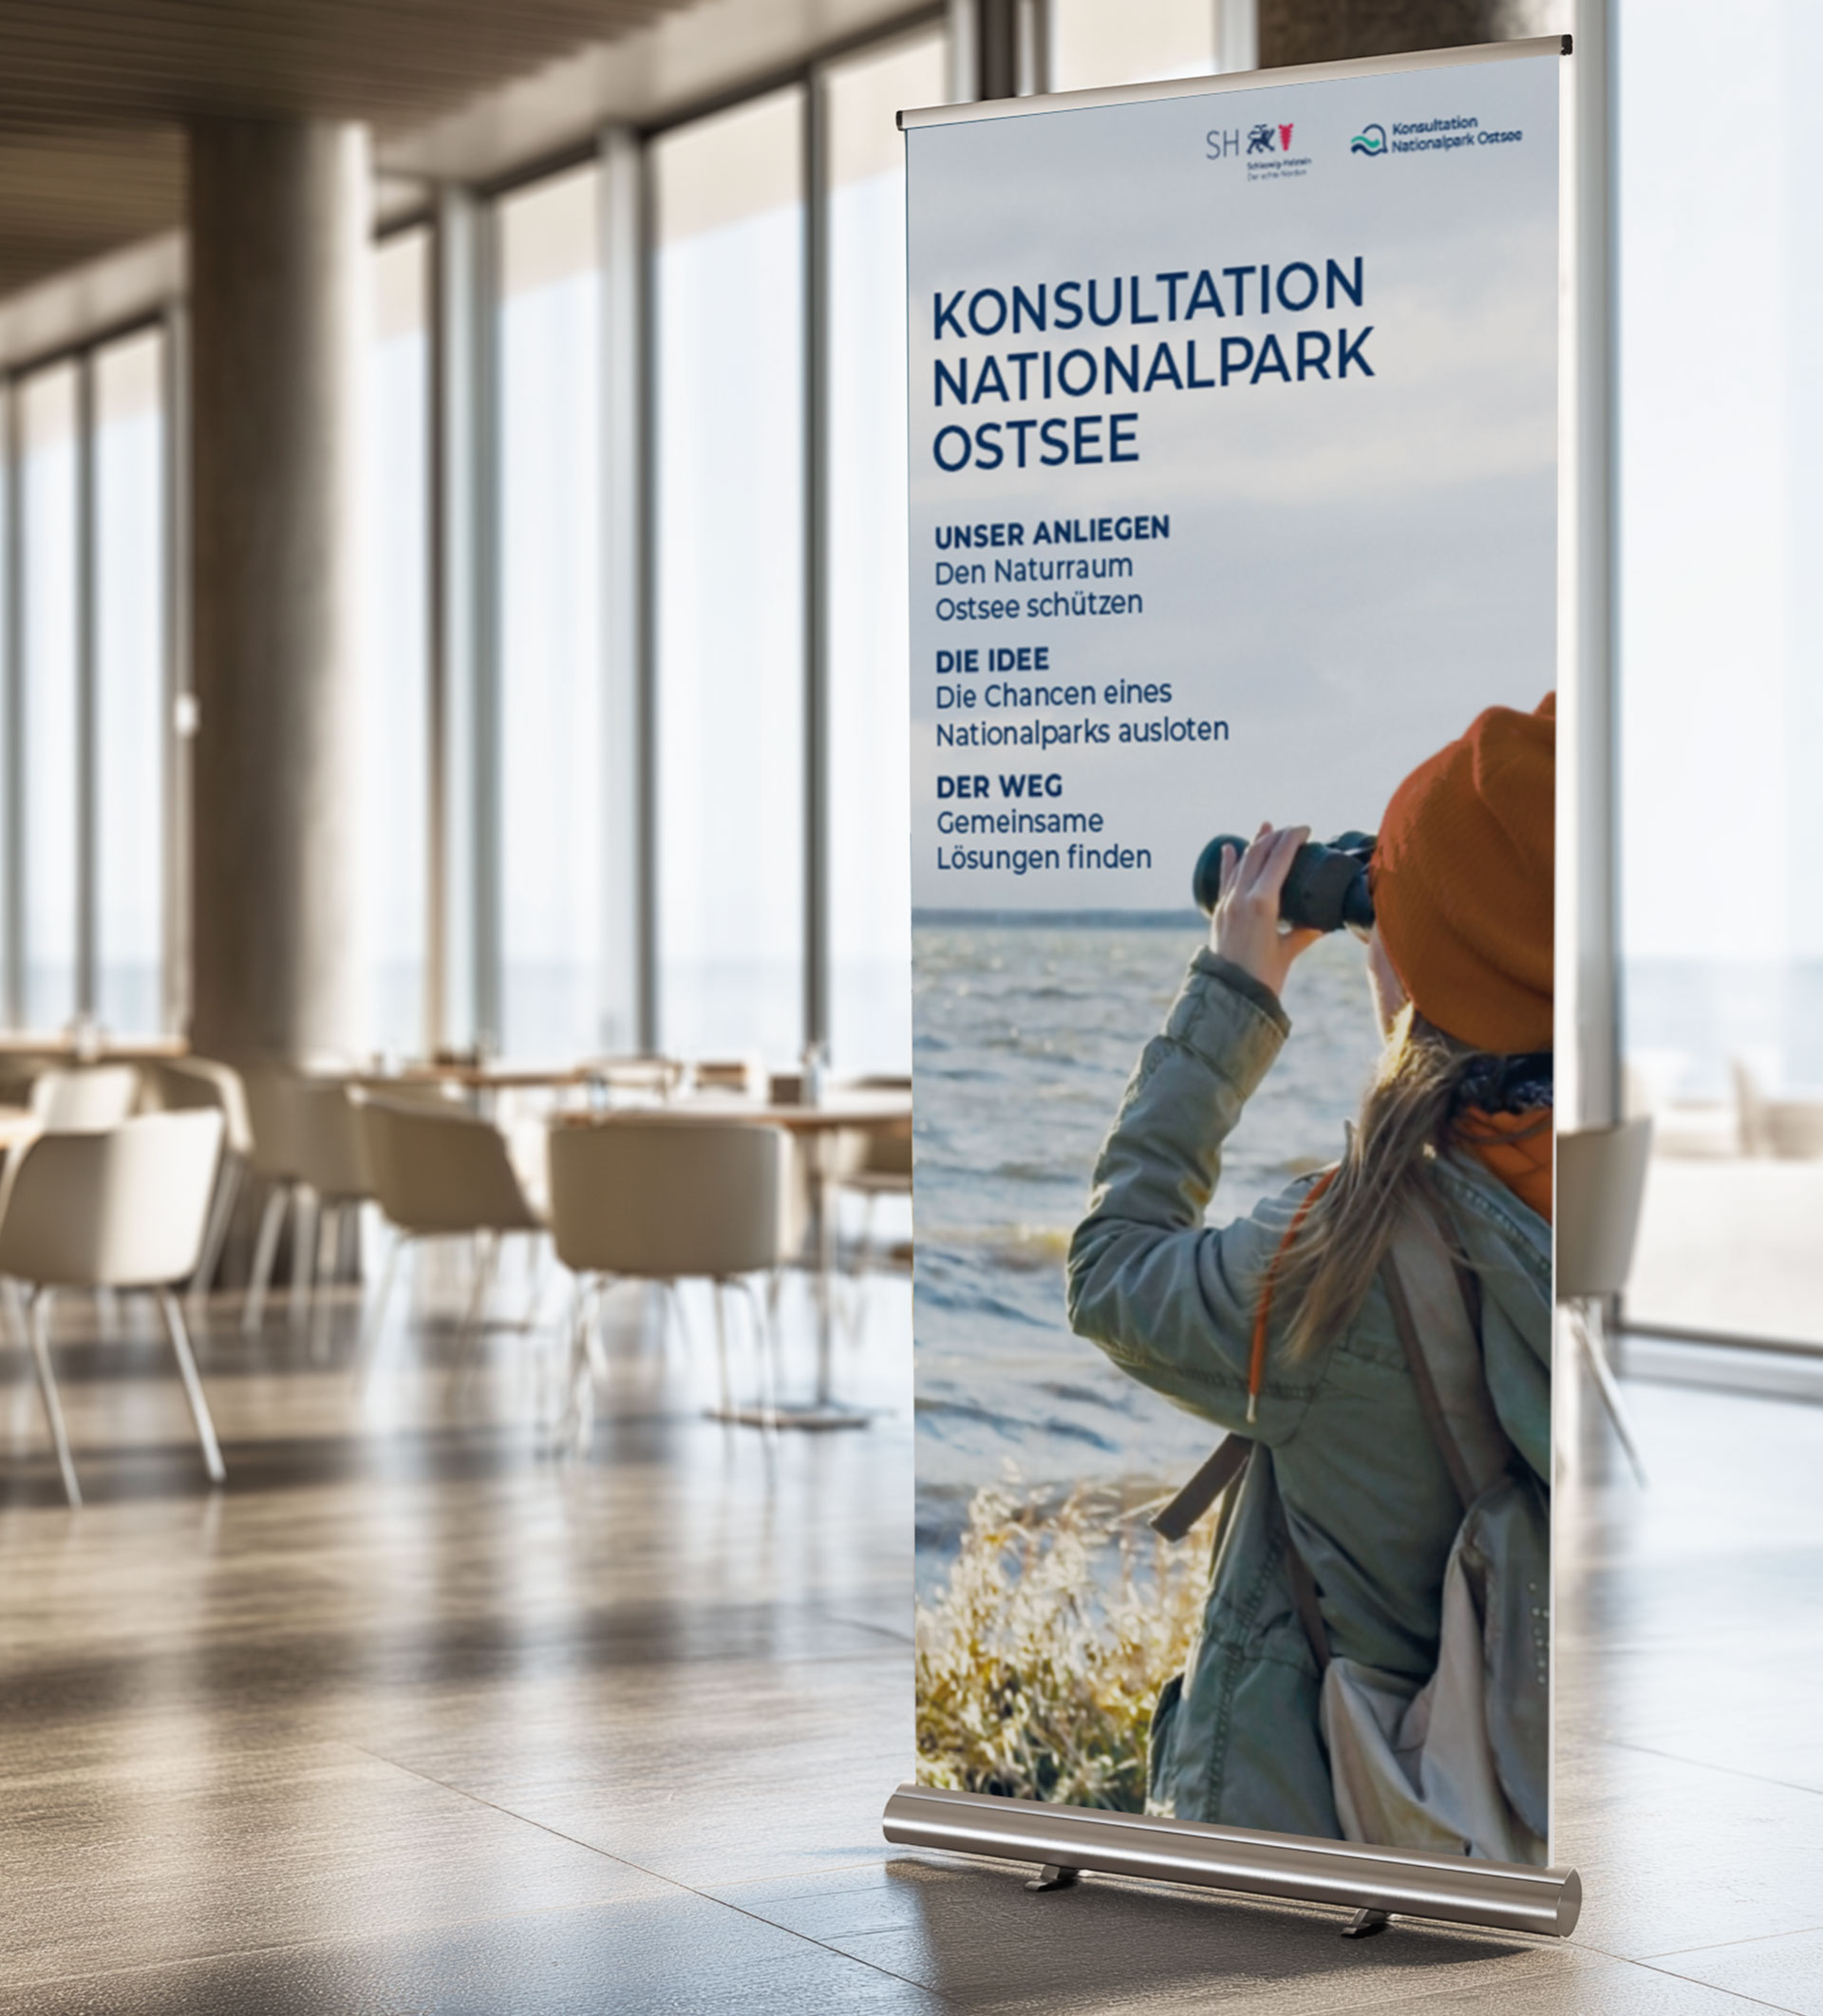 SH
Schleswig-Holstein
Der echte Norden
Konsultation
Nationalpark Ostsee
KONSULTATION
NATIONALPARK
OSTSEE
UNSER ANLIEGEN
Den Naturraum
Ostsee schützen
DIE IDEE
Die Chancen eines
Nationalparks ausloten
DER WEG
Gemeinsame
Lösungen finden